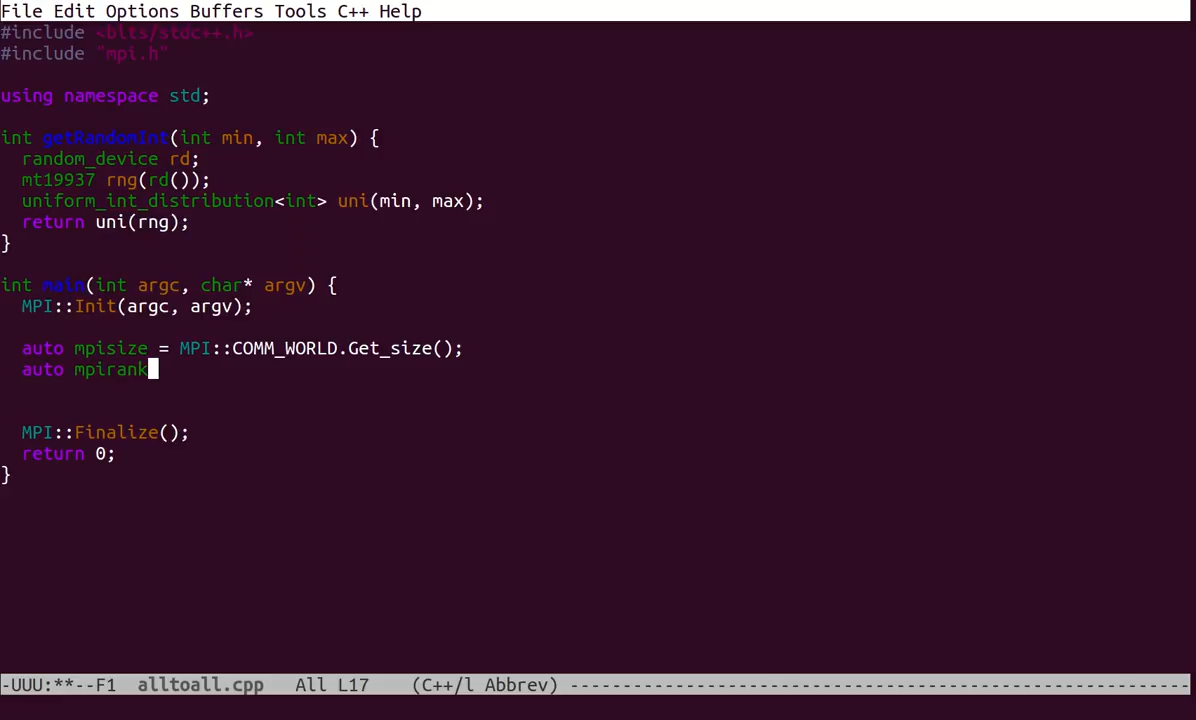 File Edit Options Buffers Tools C++ Help
#include <blts/stdc++.h>
#include "mpi.h"
using namespace std;
int getRandomInt(int min, int max) {
random_device rd;
mt19937 rng(rd());
uniform_int_distribution<int> uni(min, max);
return uni(rng);
}
int main(int argc, char* argv) {
MPI::Init(argc, argv);
auto mpisize = MPI::COMM_WORLD.Get_size();
auto mpirank
MPI::Finalize();
return 0;
}
-UUU:**--F1 alltoall.cpp All L17 (C++/l Abbrev) -----------------------------------------------------------